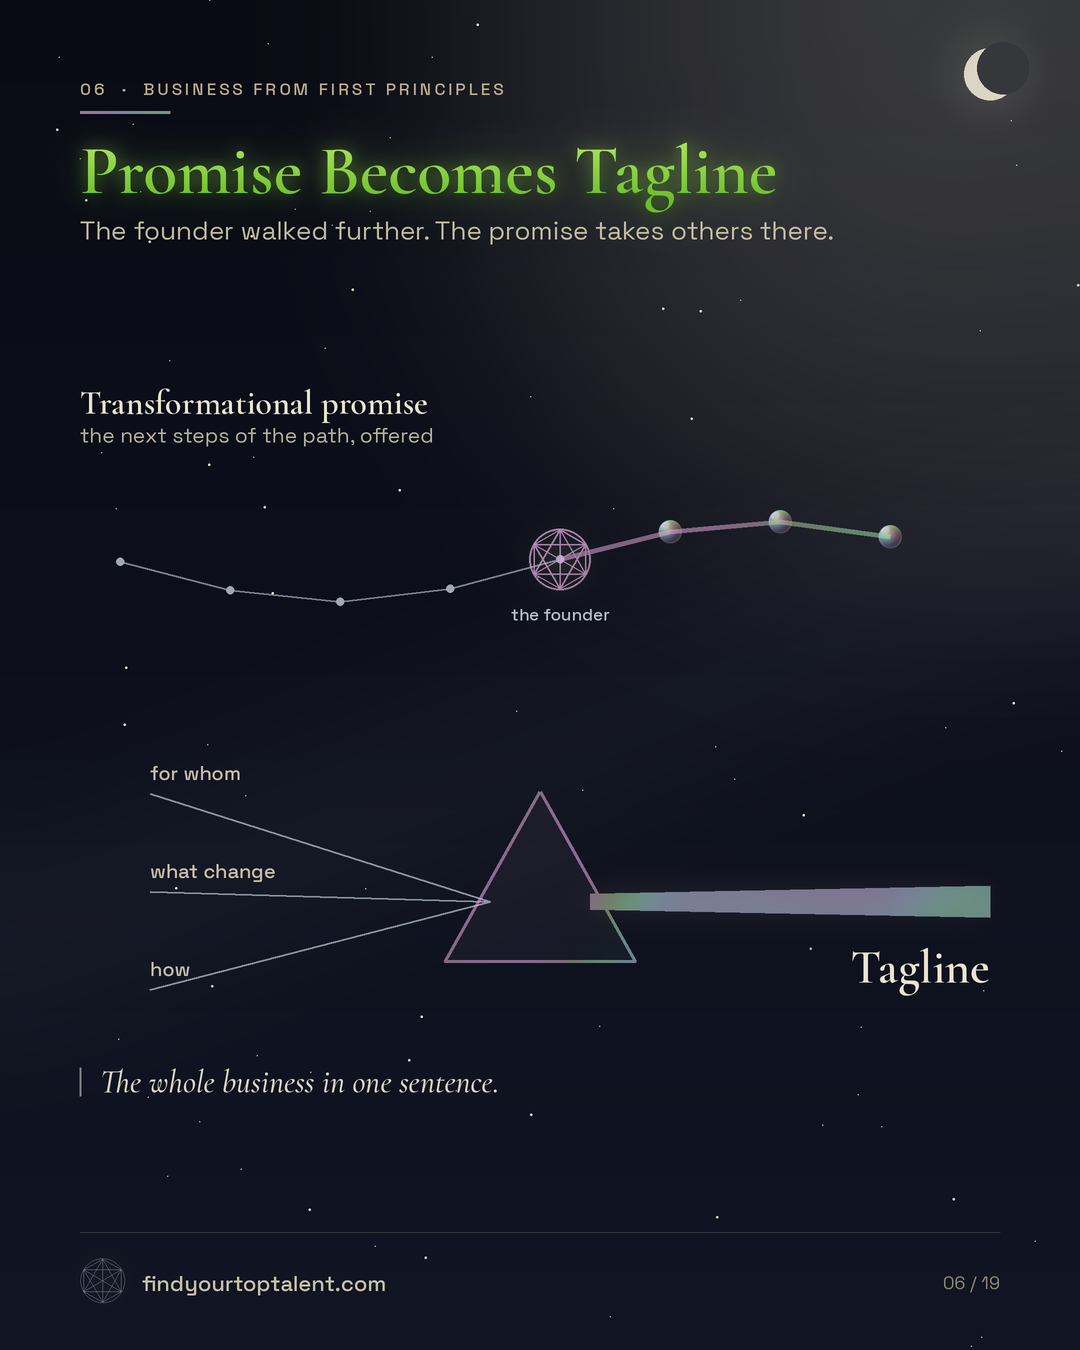 06 · BUSINESS FROM FIRST PRINCIPLES
Promise Becomes Tagline
The founder walked further. The promise takes others there.
Transformational promise
the next steps of the path, offered
the founder
for whom
what change
how
Tagline
The whole business in one sentence.
findyourtoptalent.com
06 / 19